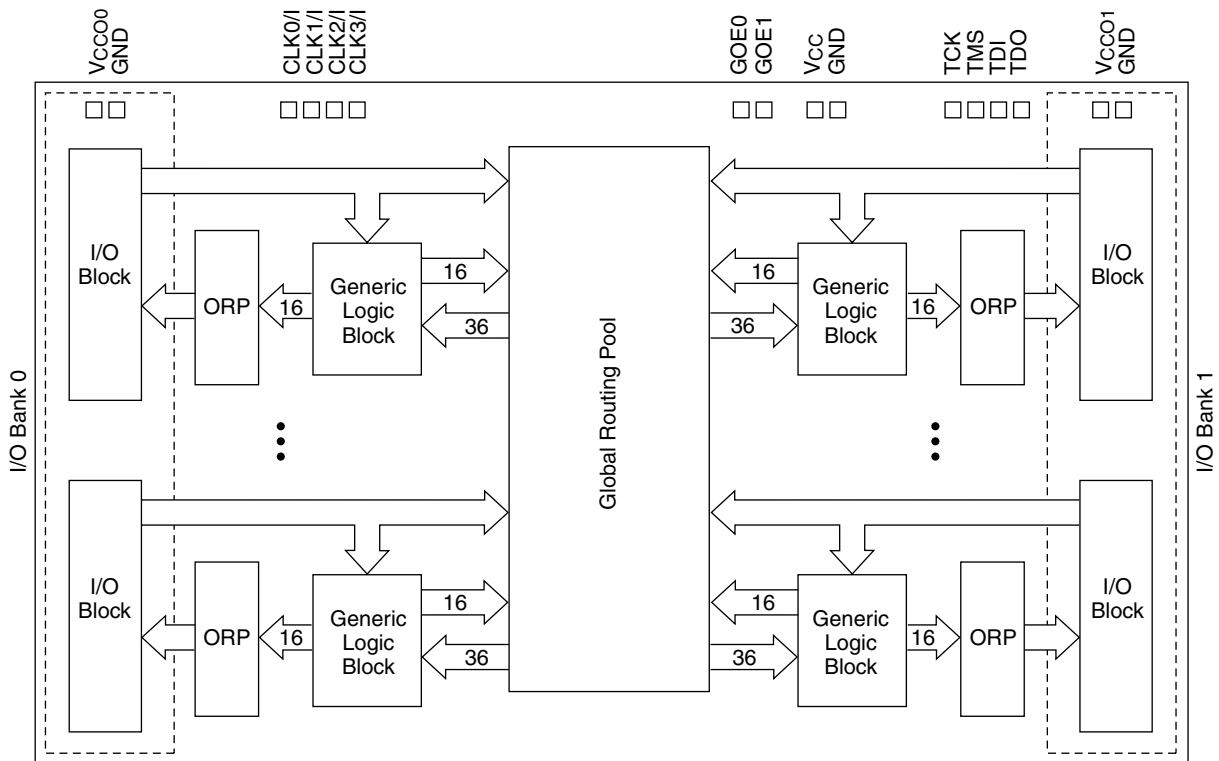 VCCO0
GND
CLK0/I
CLK1/I
CLK2/I
CLK3/I
GOE0
GOE1
VCC
GND
TCK
TMS
TDI
TDO
VCCO1
GND
I/O Bank 0
I/O
Block
ORP
16
Generic
Logic
Block
16
36
Global Routing Pool
16
36
Generic
Logic
Block
16
ORP
I/O
Block
I/O Bank 1
I/O
Block
ORP
16
Generic
Logic
Block
16
36
16
36
Generic
Logic
Block
16
ORP
I/O
Block